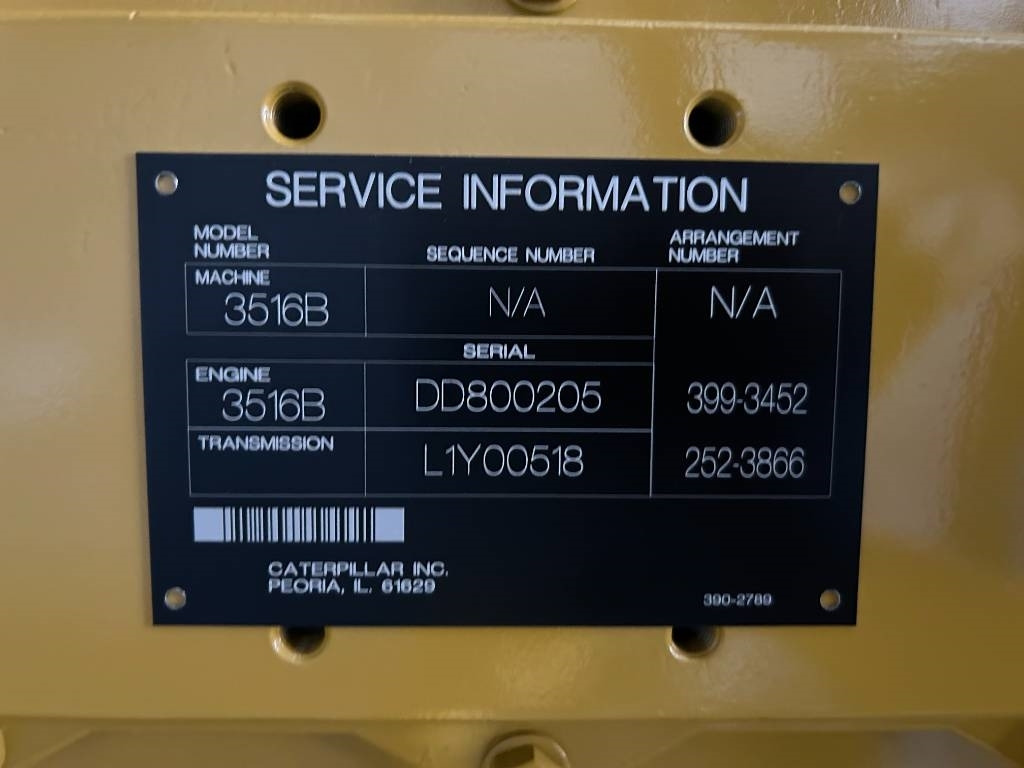 SERVICE INFORMATION
MODEL NUMBER
SEQUENCE NUMBER
ARRANGEMENT NUMBER
MACHINE
3516B
N/A
N/A
SERIAL
ENGINE
3516B
DD800205
399-3452
TRANSMISSION
L1Y00518
252-3866
CATERPILLAR INC.
PEORIA, IL. 61629
390-2789